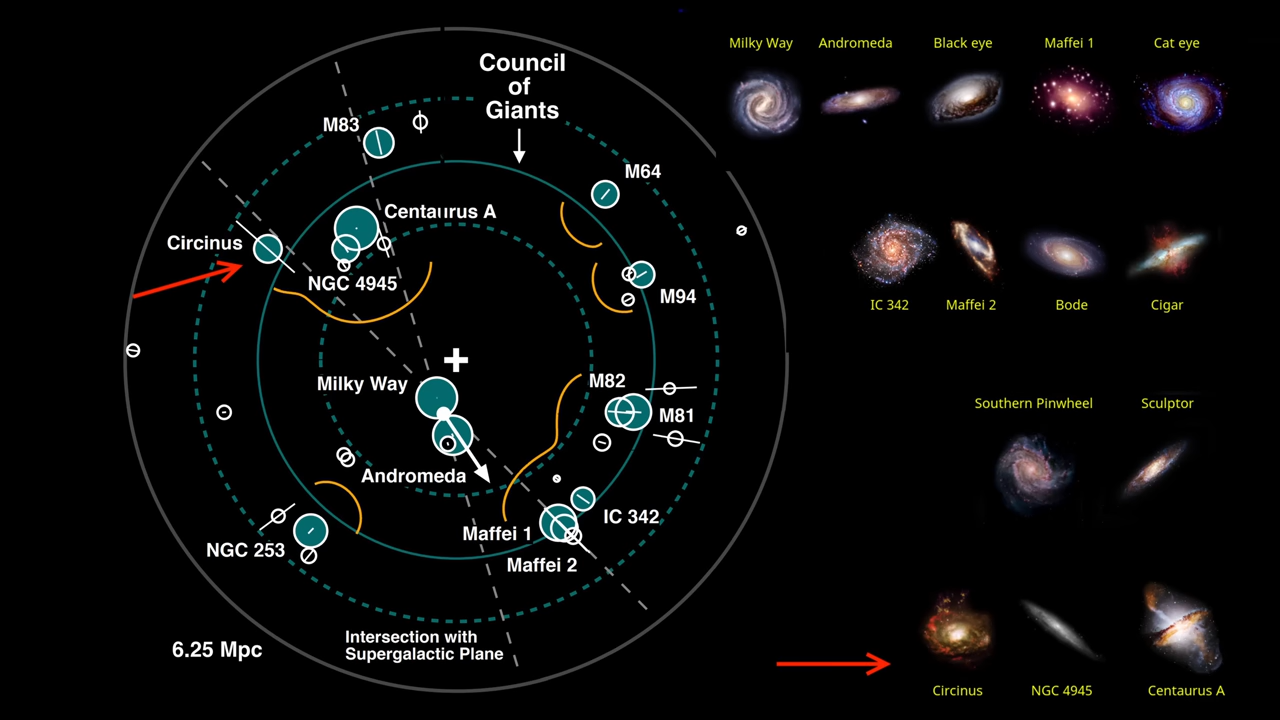 Council
of
Giants
M83
M64
Centaurus A
Circinus
NGC 4945
M94
Milky Way
M82
M81
Andromeda
IC 342
Maffei 1
NGC 253
Maffei 2
Intersection with
Supergalactic Plane
6.25 Mpc
Milky Way
Andromeda
Black eye
Maffei 1
Cat eye
IC 342
Maffei 2
Bode
Cigar
Southern Pinwheel
Sculptor
Circinus
NGC 4945
Centaurus A